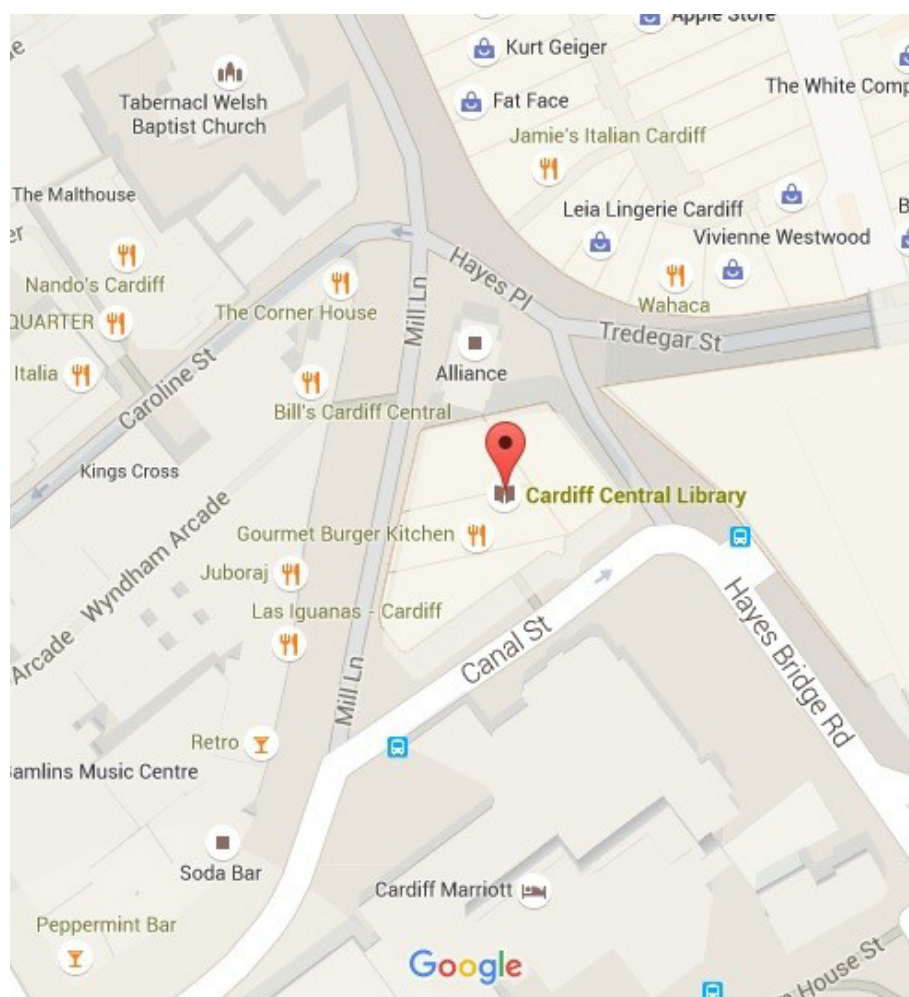 Apple Store
Kurt Geiger
The White Comp
Tabernacl Welsh
Baptist Church
Fat Face
Jamie's Italian Cardiff
The Malthouse
Leia Lingerie Cardiff
Vivienne Westwood
Nando's Cardiff
Hayes Pl
The Corner House
Wahaca
QUARTER
Mill Ln
Tredegar St
Italia
Alliance
Caroline St
Bill's Cardiff Central
Kings Cross
Cardiff Central Library
Gourmet Burger Kitchen
Wyndham Arcade
Juboraj
Las Iguanas - Cardiff
Arcade
Canal St
Hayes Bridge Rd
Mill Ln
Retro
Gamlins Music Centre
Soda Bar
Cardiff Marriott
Peppermint Bar
Google
House St